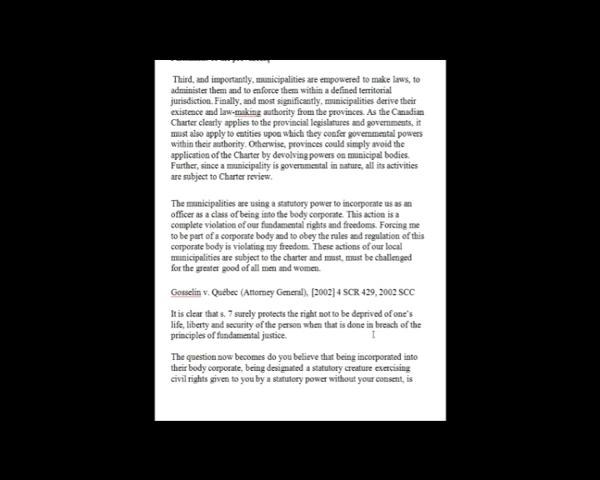 Third, and importantly, municipalities are empowered to make laws, to
administer them and to enforce them within a defined territorial
jurisdiction. Finally, and most significantly, municipalities derive their
existence and law-making authority from the provinces. As the Canadian
Charter clearly applies to the provincial legislatures and governments, it
must also apply to entities upon which they confer governmental powers
within their authority. Otherwise, provinces could simply avoid the
application of the Charter by devolving powers on municipal bodies.
Further, since a municipality is governmental in nature, all its activities
are subject to Charter review.
The municipalities are using a statutory power to incorporate us as an
officer as a class of being into the body corporate. This action is a
complete violation of our fundamental rights and freedoms. Forcing me
to be part of a corporate body and to obey the rules and regulation of this
corporate body is violating my freedom. These actions of our local
municipalities are subject to the charter and must, must be challenged
for the greater good of all men and women.
Gosselin v. Québec (Attorney General), [2002] 4 SCR 429, 2002 SCC
It is clear that s. 7 surely protects the right not to be deprived of one's
life, liberty and security of the person when that is done in breach of the
principles of fundamental justice.
The question now becomes do you believe that being incorporated into
their body corporate, being designated a statutory creature exercising
civil rights given to you by a statutory power without your consent, is